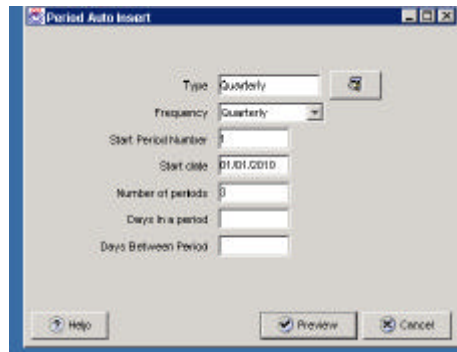 Period Auto Insert
Type Quarterly
Frequency Quarterly
Start Period Number 1
Start date 01/01/2010
Number of periods
Days in a period
Days Between Period
Help Preview Cancel